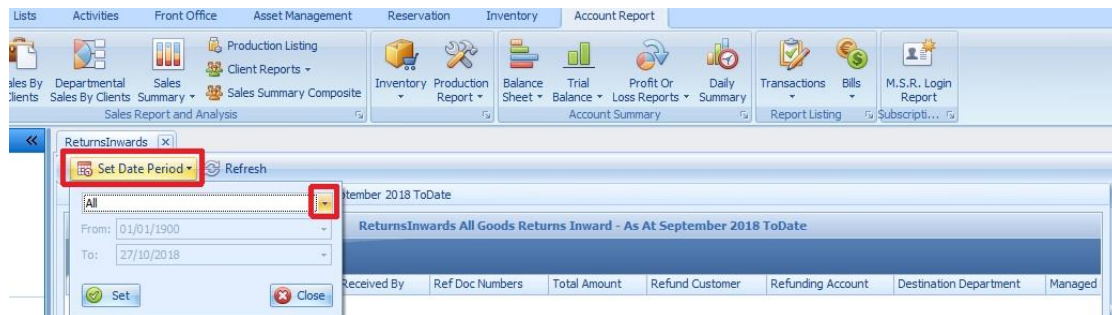 Lists Activities Front Office Asset Management Reservation Inventory Account Report
Production Listing
Client Reports
Sales Summary Composite
ales By Clients
Departmental Sales By Clients
Sales Summary
Inventory
Production Report
Balance Sheet
Trial Balance
Profit Or Loss Reports
Daily Summary
Transactions
Bills
M.S.R. Login Report
Sales Report and Analysis Account Summary Report Listing Subscripti...
ReturnsInwards
Set Date Period Refresh
All
tember 2018 ToDate
From: 01/01/1900
ReturnsInwards All Goods Returns Inward - As At September 2018 ToDate
To: 27/10/2018
Received By Ref Doc Numbers Total Amount Refund Customer Refunding Account Destination Department Managed
Set Close